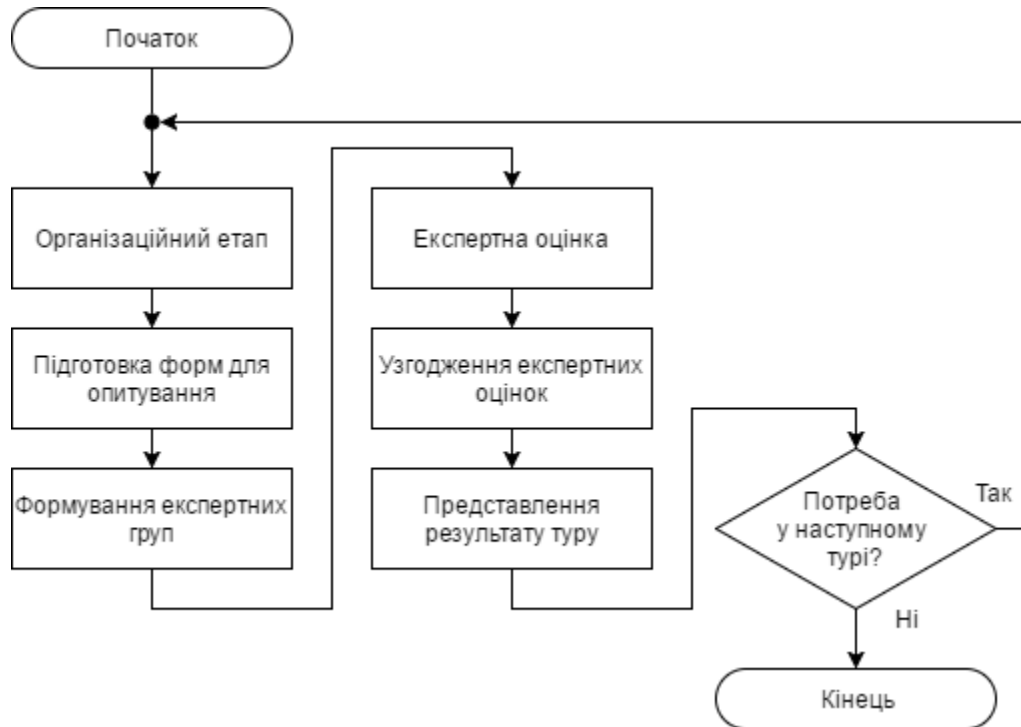 Початок
Організаційний етап
Підготовка форм для
опитування
Формування експертних
груп
Експертна оцінка
Узгодження експертних
оцінок
Представлення
результату туру
Потреба
у наступному
турі?
Так
Ні
Кінець